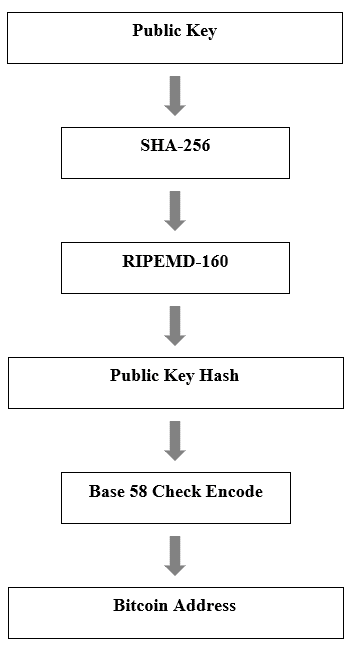 Public Key
SHA-256
RIPEMD-160
Public Key Hash
Base 58 Check Encode
Bitcoin Address